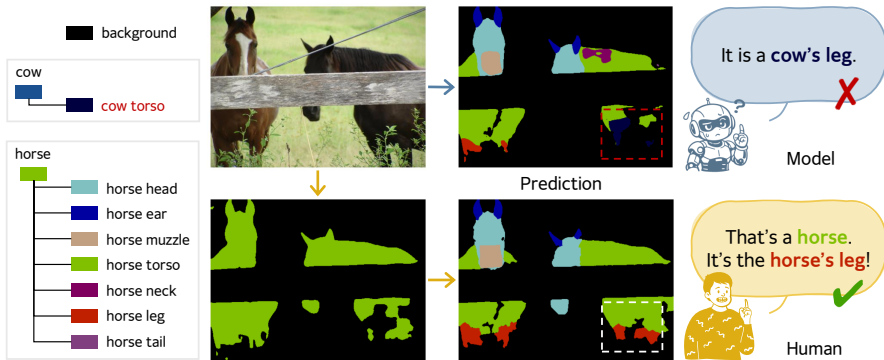 background
cow
cow torso
horse
horse head
horse ear
horse muzzle
horse torso
horse neck
horse leg
horse tail
Prediction
It is a cow's leg.
?
Model
That's a horse.
It's the horse's leg!
Human